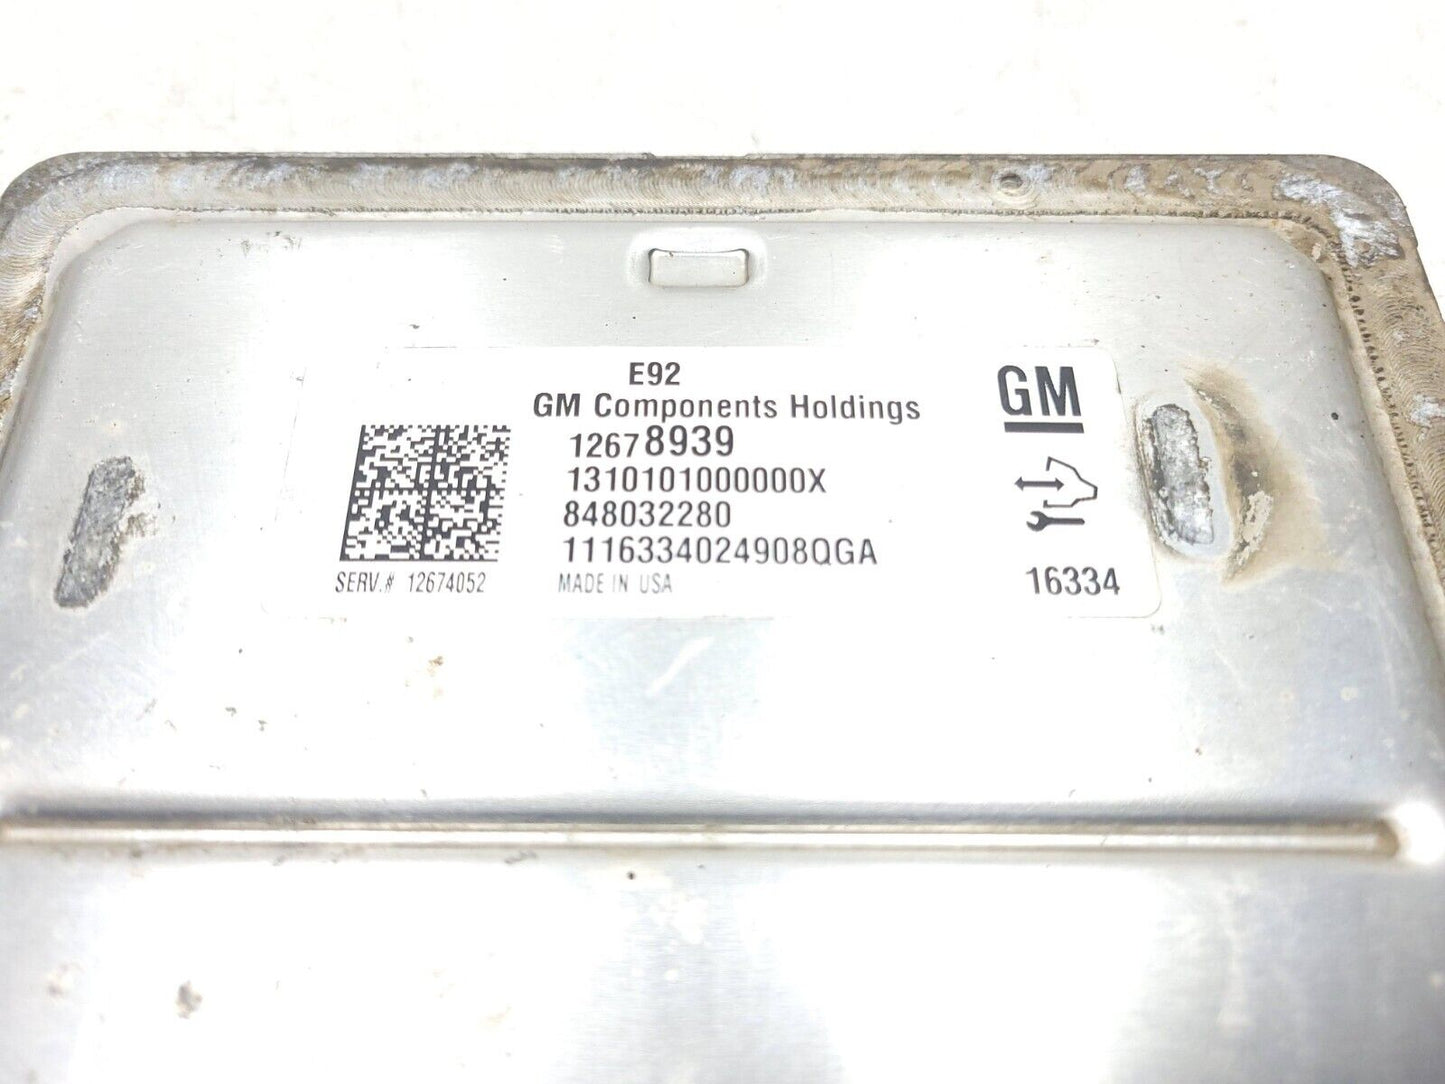 E92
GM Components Holdings
GM
12678939
1310101000000X
848032280
1116334024908QGA
SERV.# 12674052
MADE IN USA
16334